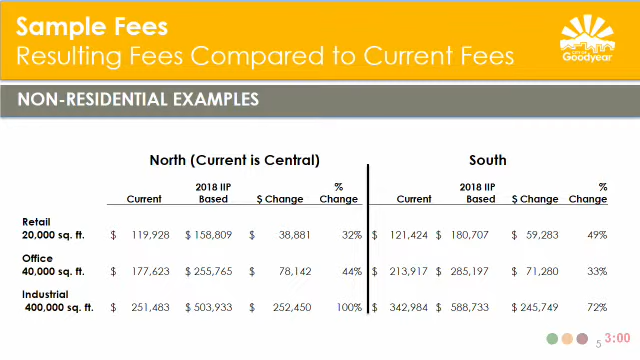 Sample Fees
Resulting Fees Compared to Current Fees
Goodyear
NON-RESIDENTIAL EXAMPLES
North (Current is Central) South
2018 IIP % 2018 IIP %
Current Based $ Change Change Current Based $ Change Change
Retail
20,000 sq. ft. $ 119,928 $ 158,809 $ 38,881 32% $ 121,424 $ 180,707 $ 59,283 49%
Office
40,000 sq. ft. $ 177,623 $ 255,765 $ 78,142 44% $ 213,917 $ 285,197 $ 71,280 33%
Industrial
400,000 sq. ft. $ 251,483 $ 503,933 $ 252,450 100% $ 342,984 $ 588,733 $ 245,749 72%
5 3:00